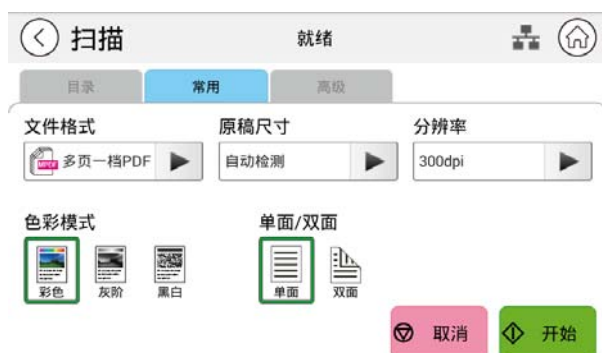 扫描 就绪
目录 常用 高级
文件格式 原稿尺寸 分辨率
多页一档PDF 自动检测 300dpi
色彩模式 单面/双面
彩色 灰阶 黑白 单面 双面
取消 开始